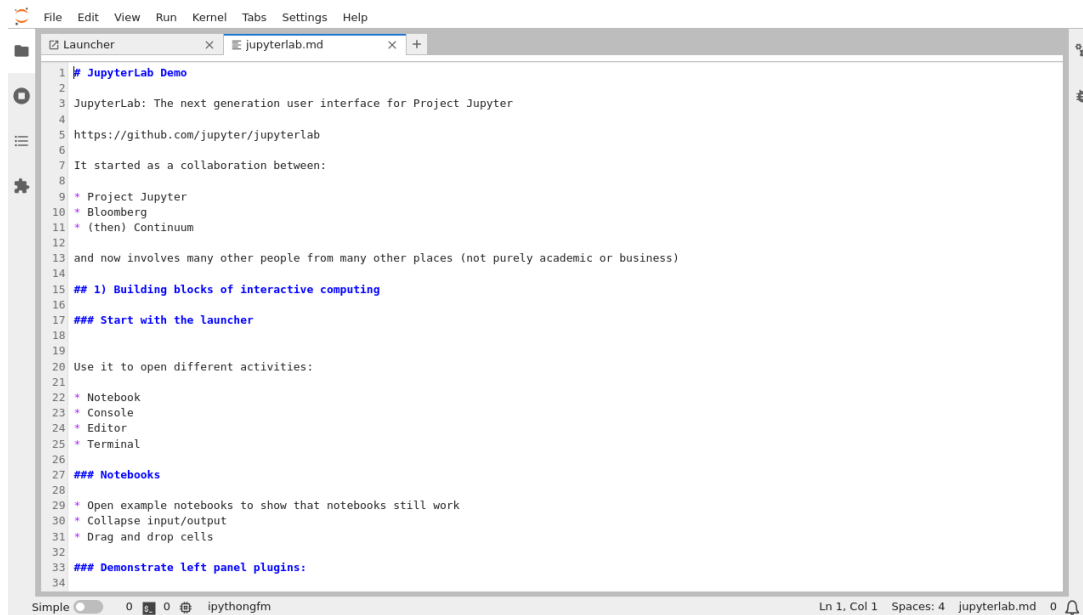 File Edit View Run Kernel Tabs Settings Help
Launcher jupyterlab.md
1 # JupyterLab Demo
2
3 JupyterLab: The next generation user interface for Project Jupyter
4
5 https://github.com/jupyter/jupyterlab
6
7 It started as a collaboration between:
8
9 * Project Jupyter
10 * Bloomberg
11 * (then) Continuum
12
13 and now involves many other people from many other places (not purely academic or business)
14
15 ## 1) Building blocks of interactive computing
16
17 ### Start with the launcher
18
19
20 Use it to open different activities:
21
22 * Notebook
23 * Console
24 * Editor
25 * Terminal
26
27 ### Notebooks
28
29 * Open example notebooks to show that notebooks still work
30 * Collapse input/output
31 * Drag and drop cells
32
33 ### Demonstrate left panel plugins:
34
Simple 0 $_ 0 ipythongfm Ln 1, Col 1 Spaces: 4 jupyterlab.md 0